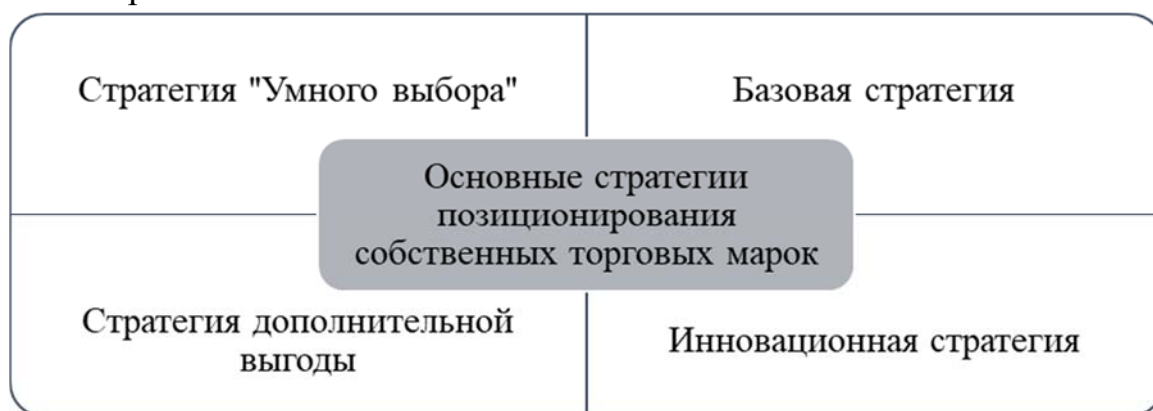 Стратегия "Умного выбора"
Базовая стратегия
Основные стратегии
позиционирования
собственных торговых марок
Стратегия дополнительной
выгоды
Инновационная стратегия